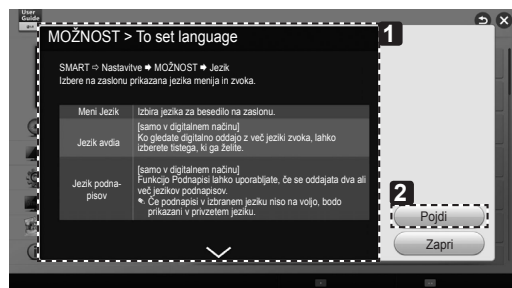 User
Guide
MOŽNOST > To set language
1
SMART ⇨ Nastavitve ➡ MOŽNOST ➡ Jezik
Izbere na zaslonu prikazana jezika menija in zvoka.
Meni Jezik
Izbira jezika za besedilo na zaslonu.
Jezik avdia
[samo v digitalnem načinu]
Ko gledate digitalno oddajo z več jeziki zvoka, lahko
izberete tistega, ki ga želite.
Jezik podna-
pisov
[samo v digitalnem načinu]
Funkcijo Podnapisi lahko uporabljate, če se oddajata dva ali
več jezikov podnapisov.
Če podnapisi v izbranem jeziku niso na voljo, bodo
prikazani v privzetem jeziku.
2
Pojdi
Zapri